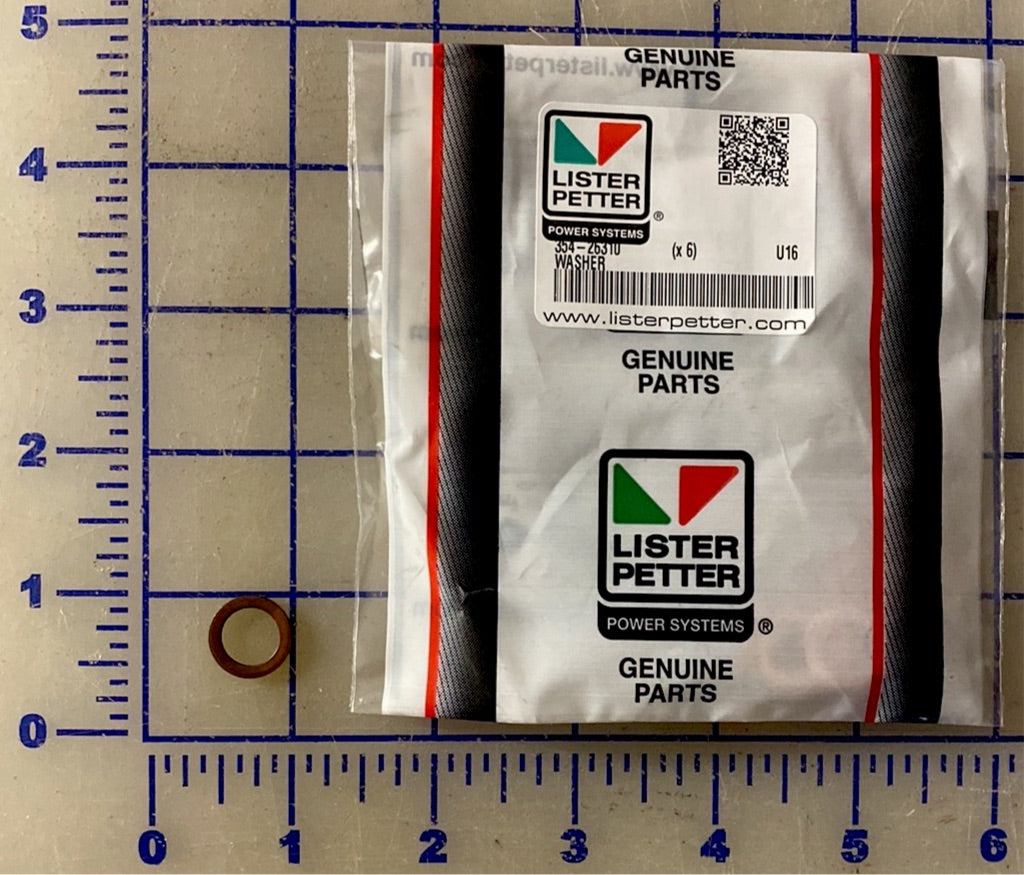 5
4
3
2
1
0
0 1 2 3 4 5 6
GENUINE
PARTS
LISTER
PETTER
®
POWER SYSTEMS
354-26310 (x 6) U16
WASHER
www.listerpetter.com
GENUINE
PARTS
LISTER
PETTER
POWER SYSTEMS ®
GENUINE
PARTS